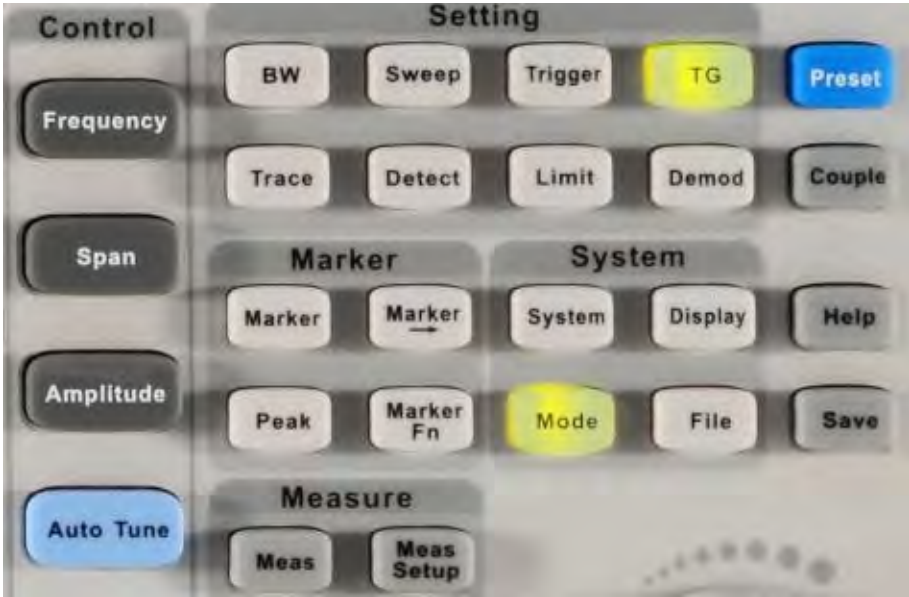 Control
Setting
BW Sweep Trigger TG Preset
Frequency
Trace Detect Limit Demod Couple
Span
Marker System
Marker Marker → System Display Help
Amplitude
Peak Marker Fn Mode File Save
Measure
Auto Tune
Meas Meas Setup